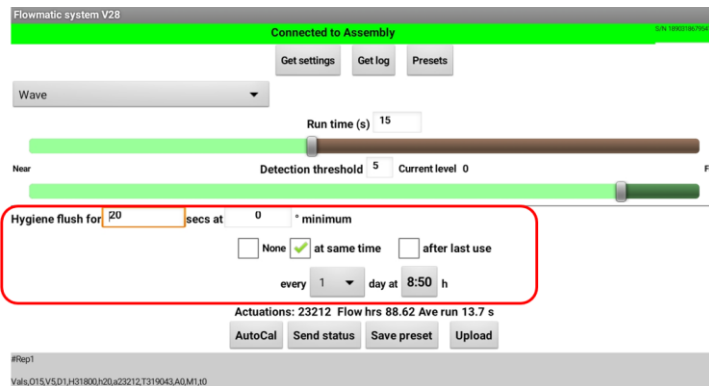 Flowmatic system V28
Connected to Assembly
Get settings Get log Presets
Wave
Run time (s) 15
Near Detection threshold 5 Current level 0 F
Hygiene flush for 20 secs at 0 ° minimum
None at same time after last use
every 1 day at 8:50 h
Actuations: 23212 Flow hrs 88.62 Ave run 13.7 s
AutoCal Send status Save preset Upload
#Rep1
Vals,O15,V5,D1,H31800,h20,a23212,T319043,A0,M1,t0